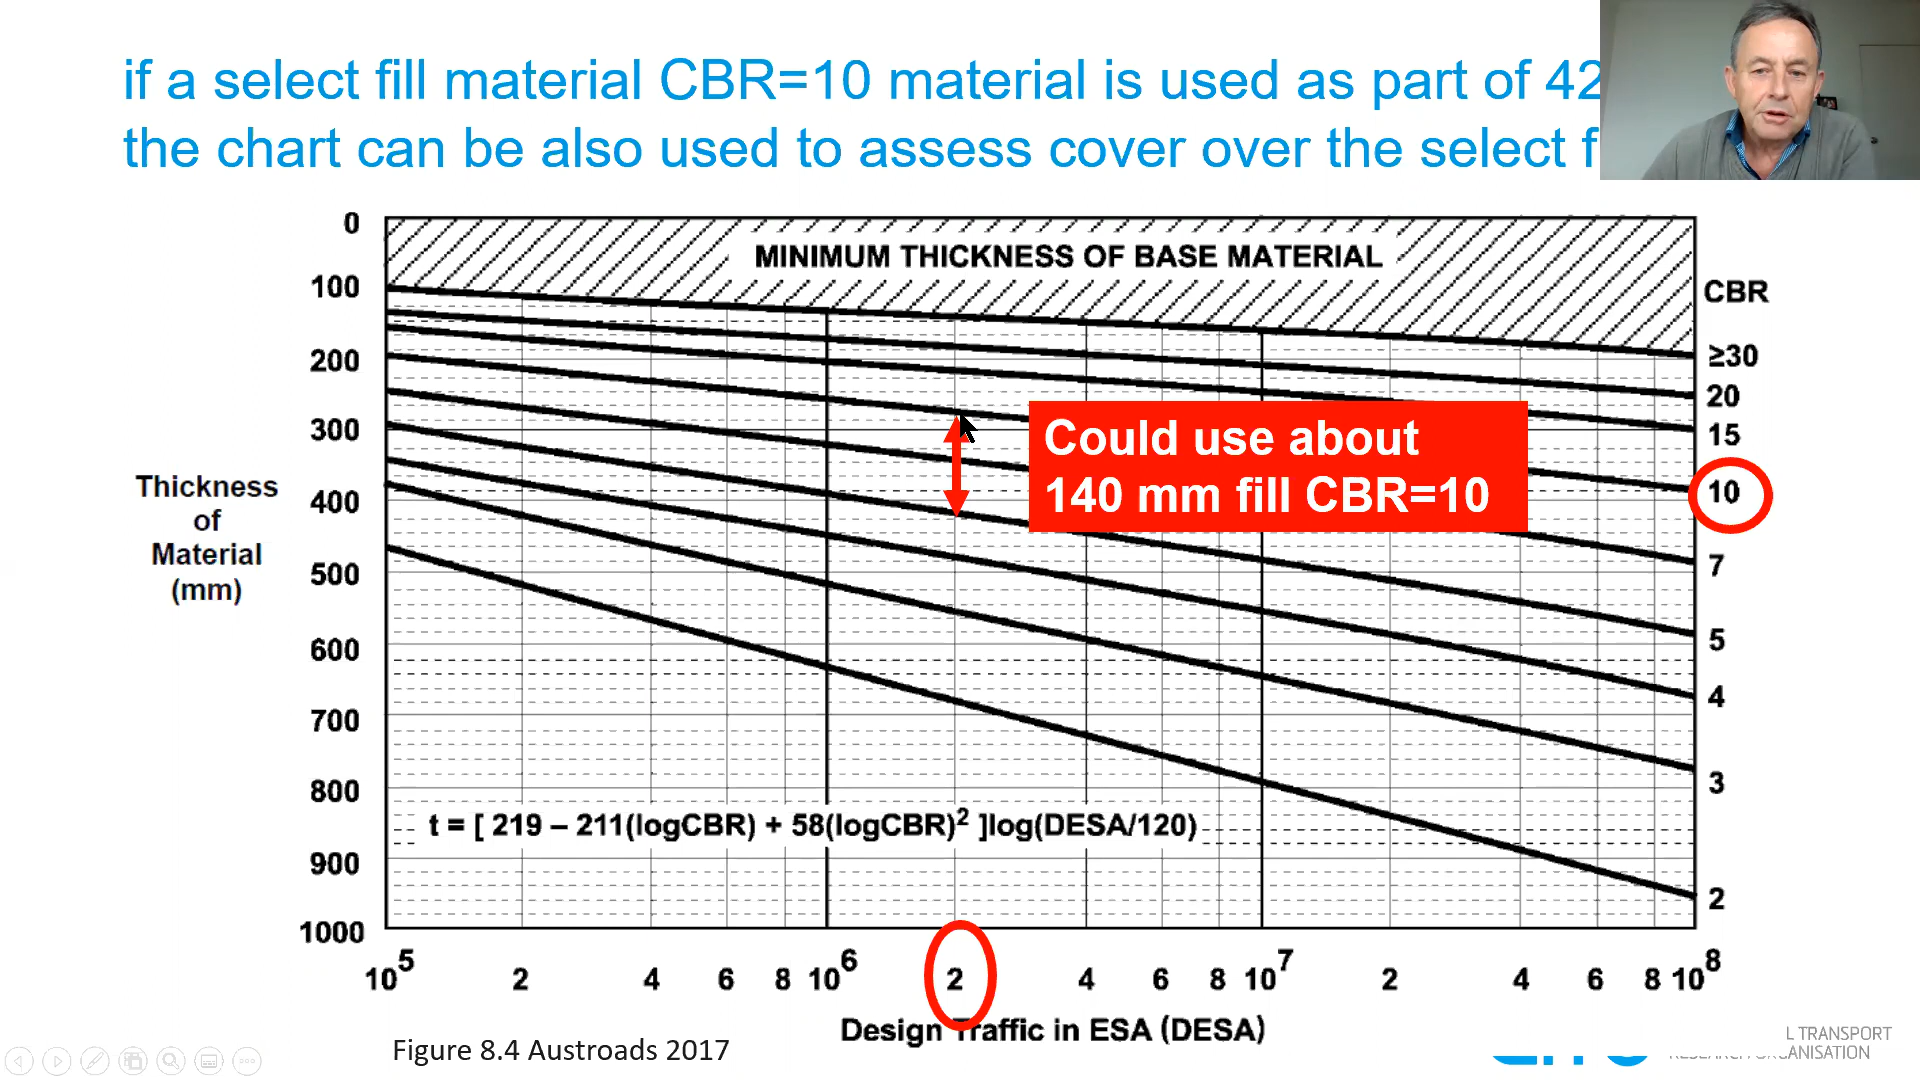 if a select fill material CBR=10 material is used as part of 42
the chart can be also used to assess cover over the select f
0
MINIMUM THICKNESS OF BASE MATERIAL
100
CBR
200
≥30
20
300
Could use about
15
Thickness
of
Material
(mm)
400
140 mm fill CBR=10
10
500
7
600
5
700
4
800
3
t = [ 219 – 211(logCBR) + 58(logCBR)² ]log(DESA/120)
900
2
1000
10⁵ 2 4 6 8 10⁶ 2 4 6 8 10⁷ 2 4 6 8 10⁸
Design Traffic in ESA (DESA)
Figure 8.4 Austroads 2017
L TRANSPORT
ANISATION